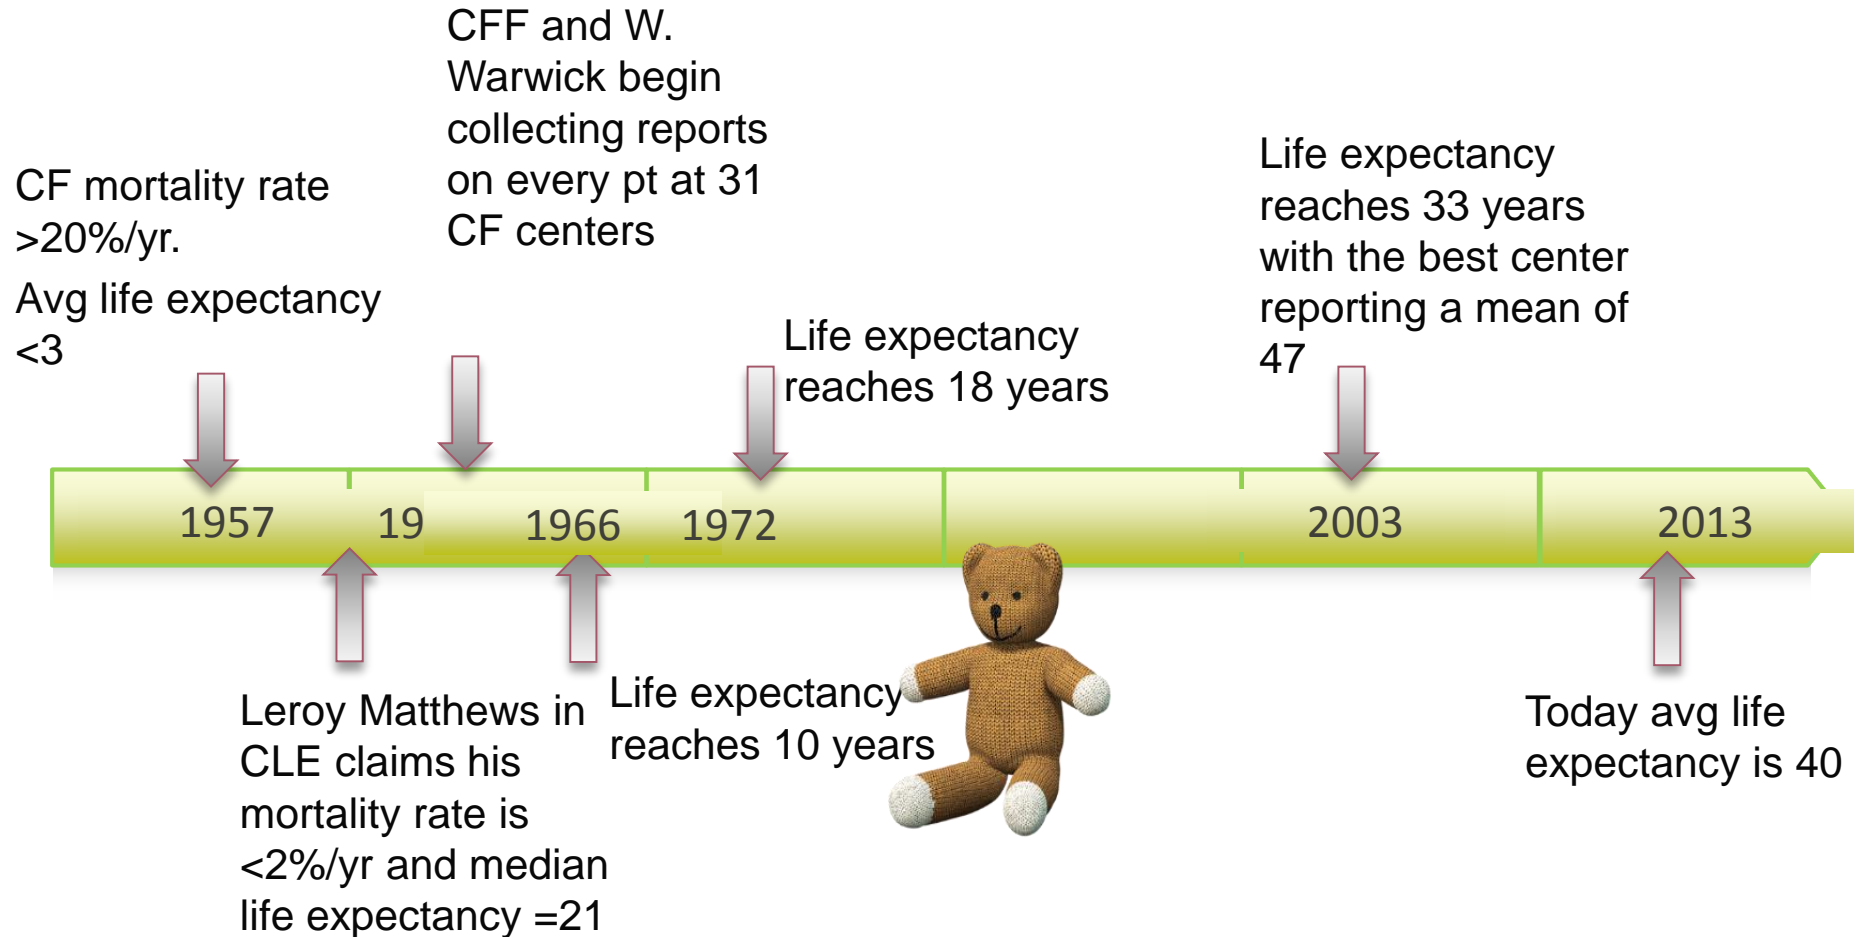 CFF and W.
Warwick begin
collecting reports
on every pt at 31
CF centers
CF mortality rate
>20%/yr.
Avg life expectancy
<3
Life expectancy
reaches 18 years
Life expectancy
reaches 33 years
with the best center
reporting a mean of
47
1957
19
1966
1972
2003
2013
Leroy Matthews in
CLE claims his
mortality rate is
<2%/yr and median
life expectancy =21
Life expectancy
reaches 10 years
Today avg life
expectancy is 40